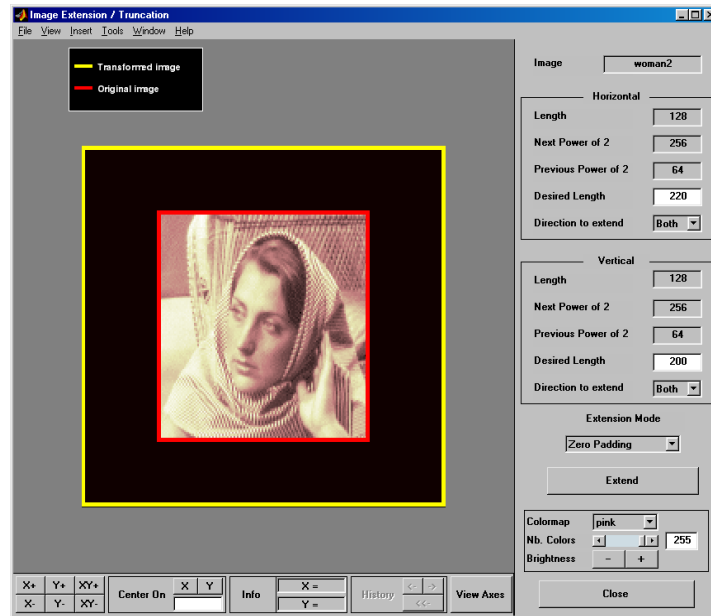 Image Extension / Truncation
File View Insert Tools Window Help
Transformed image
Original image
Image woman2
Horizontal
Length 128
Next Power of 2 256
Previous Power of 2 64
Desired Length 220
Direction to extend Both
Vertical
Length 128
Next Power of 2 256
Previous Power of 2 64
Desired Length 200
Direction to extend Both
Extension Mode
Zero Padding
Extend
Colormap pink
Nb. Colors 255
Brightness - +
Close
X+ Y+ XY+
X- Y- XY-
Center On X Y
Info X =
Y =
History <- ->
<<-
View Axes